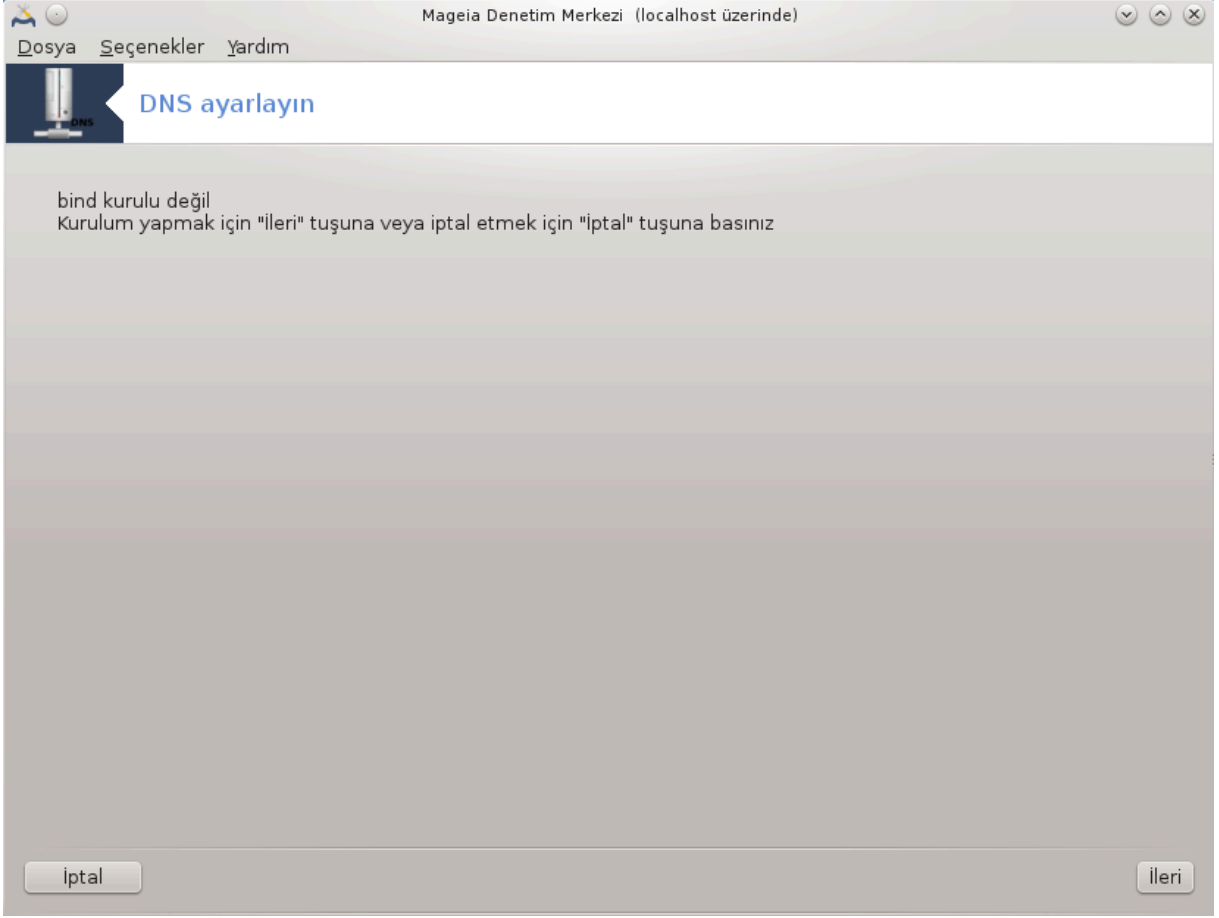 Mageia Denetim Merkezi (localhost üzerinde)
Dosya Seçenekler Yardım
DNS
DNS ayarlayın
bind kurulu değil
Kurulum yapmak için "İleri" tuşuna veya iptal etmek için "İptal" tuşuna basınız
İptal
İleri